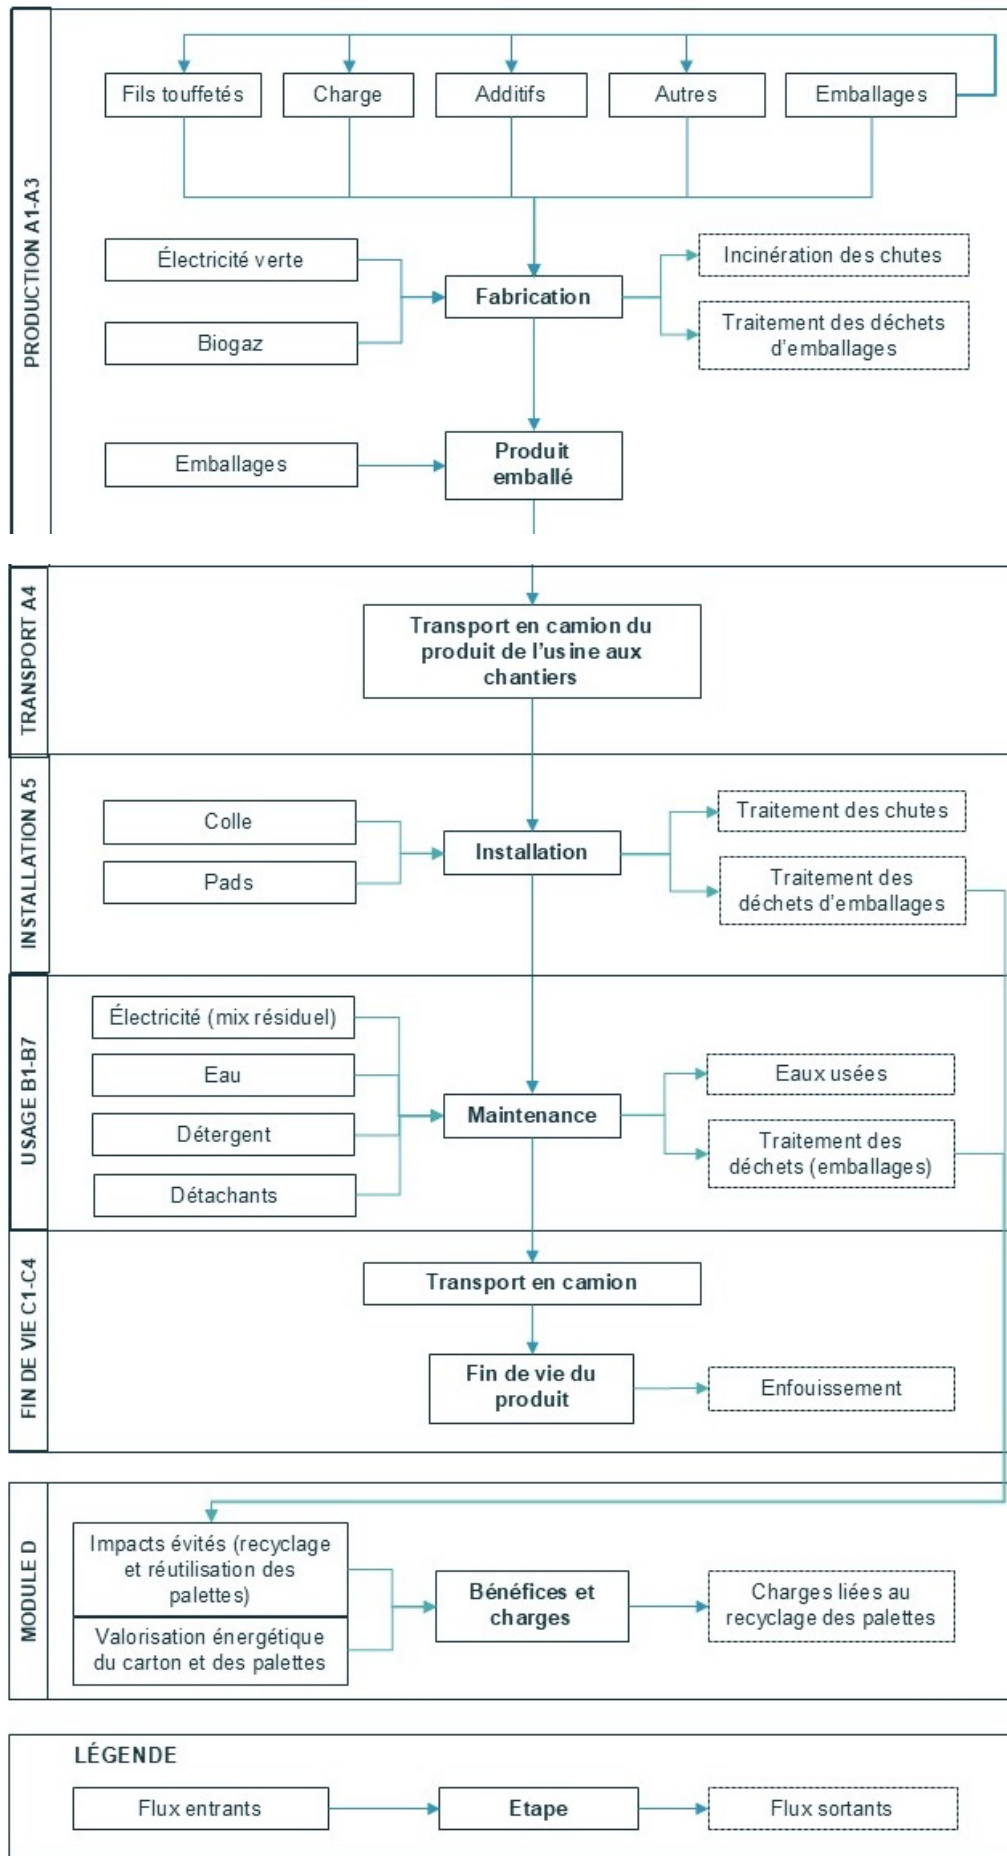 PRODUCTION A1-A3
Fils touffetés
Charge
Additifs
Autres
Emballages
Électricité verte
Biogaz
Fabrication
Incinération des chutes
Traitement des déchets
d'emballages
Emballages
Produit
emballé
TRANSPORT A4
Transport en camion du
produit de l'usine aux
chantiers
INSTALLATION A5
Colle
Pads
Installation
Traitement des chutes
Traitement des
déchets d'emballages
USAGE B1-B7
Électricité (mix résiduel)
Eau
Détergent
Détachants
Maintenance
Eaux usées
Traitement des
déchets (emballages)
FIN DE VIE C1-C4
Transport en camion
Fin de vie du
produit
Enfouissement
MODULE D
Impacts évités (recyclage
et réutilisation des
palettes)
Valorisation énergétique
du carton et des palettes
Bénéfices et
charges
Charges liées au
recyclage des palettes
LÉGENDE
Flux entrants
Etape
Flux sortants